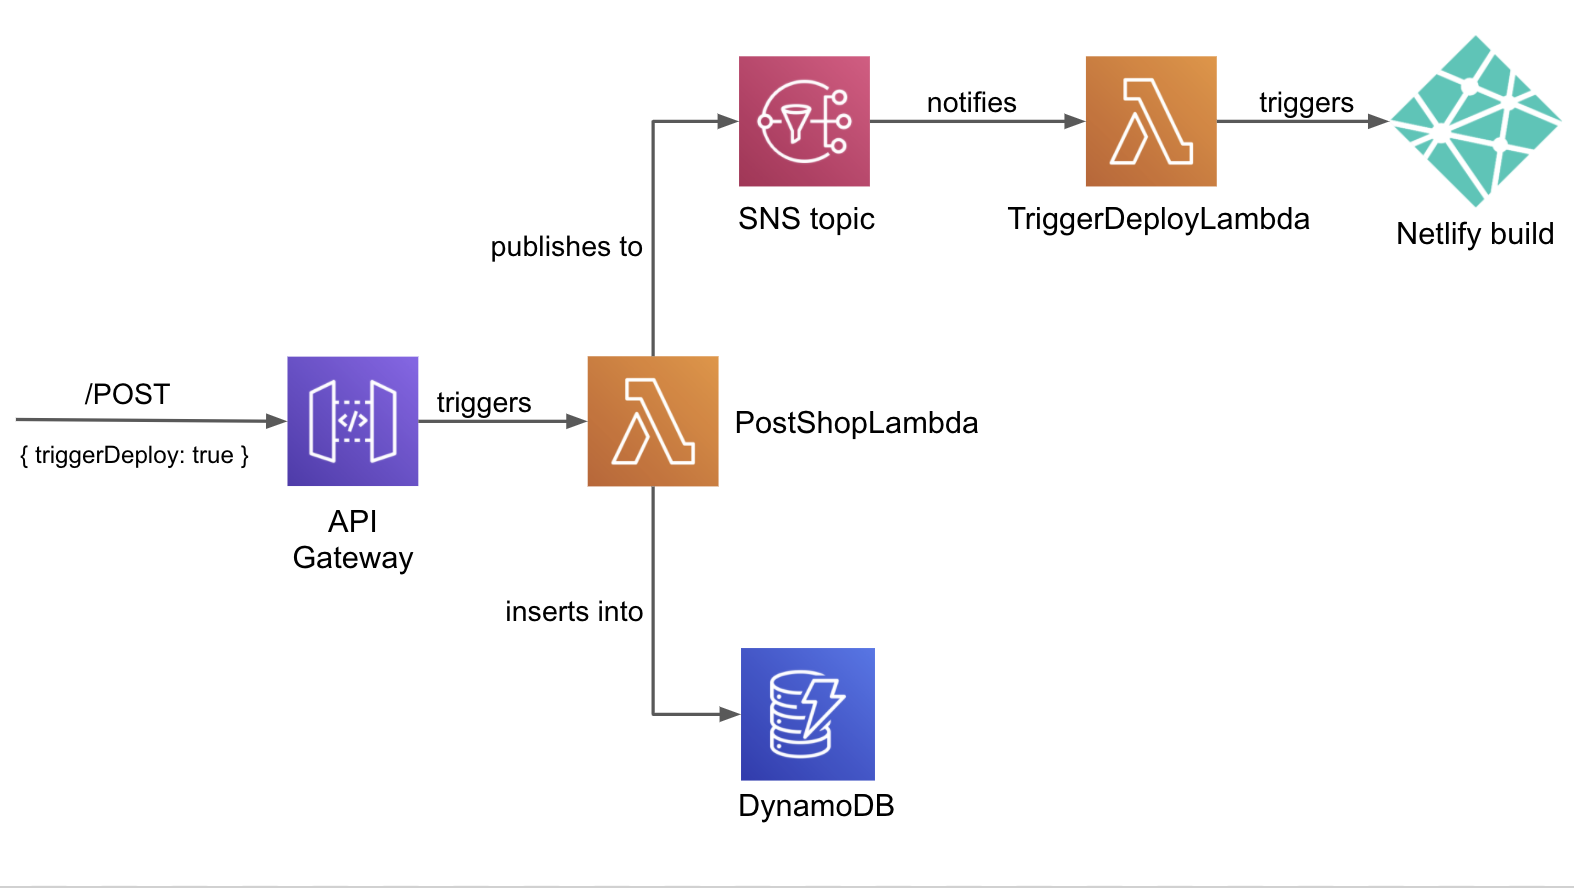 notifies
triggers
SNS topic
TriggerDeployLambda
Netlify build
publishes to
/POST
{ triggerDeploy: true }
triggers
PostShopLambda
API
Gateway
inserts into
DynamoDB